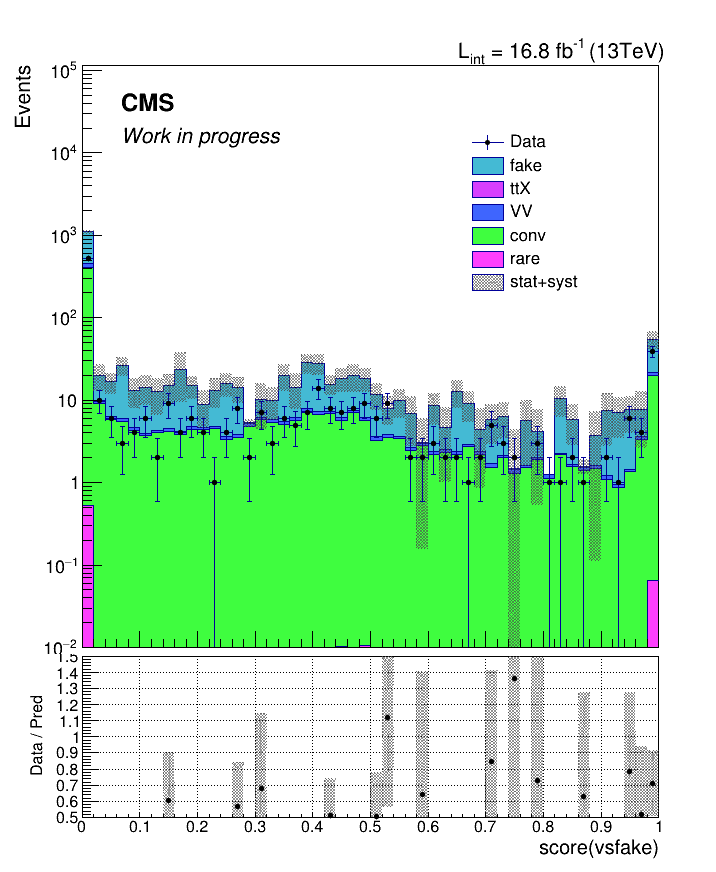 L_int = 16.8 fb^-1 (13TeV)
Events
10^5
10^4
10^3
10^2
10
1
10^-1
10^-2
CMS
Work in progress
Data
fake
ttX
VV
conv
rare
stat+syst
Data / Pred
1.5
1.4
1.3
1.2
1.1
1
0.9
0.8
0.7
0.6
0.5
0 0.1 0.2 0.3 0.4 0.5 0.6 0.7 0.8 0.9 1
score(vsfake)